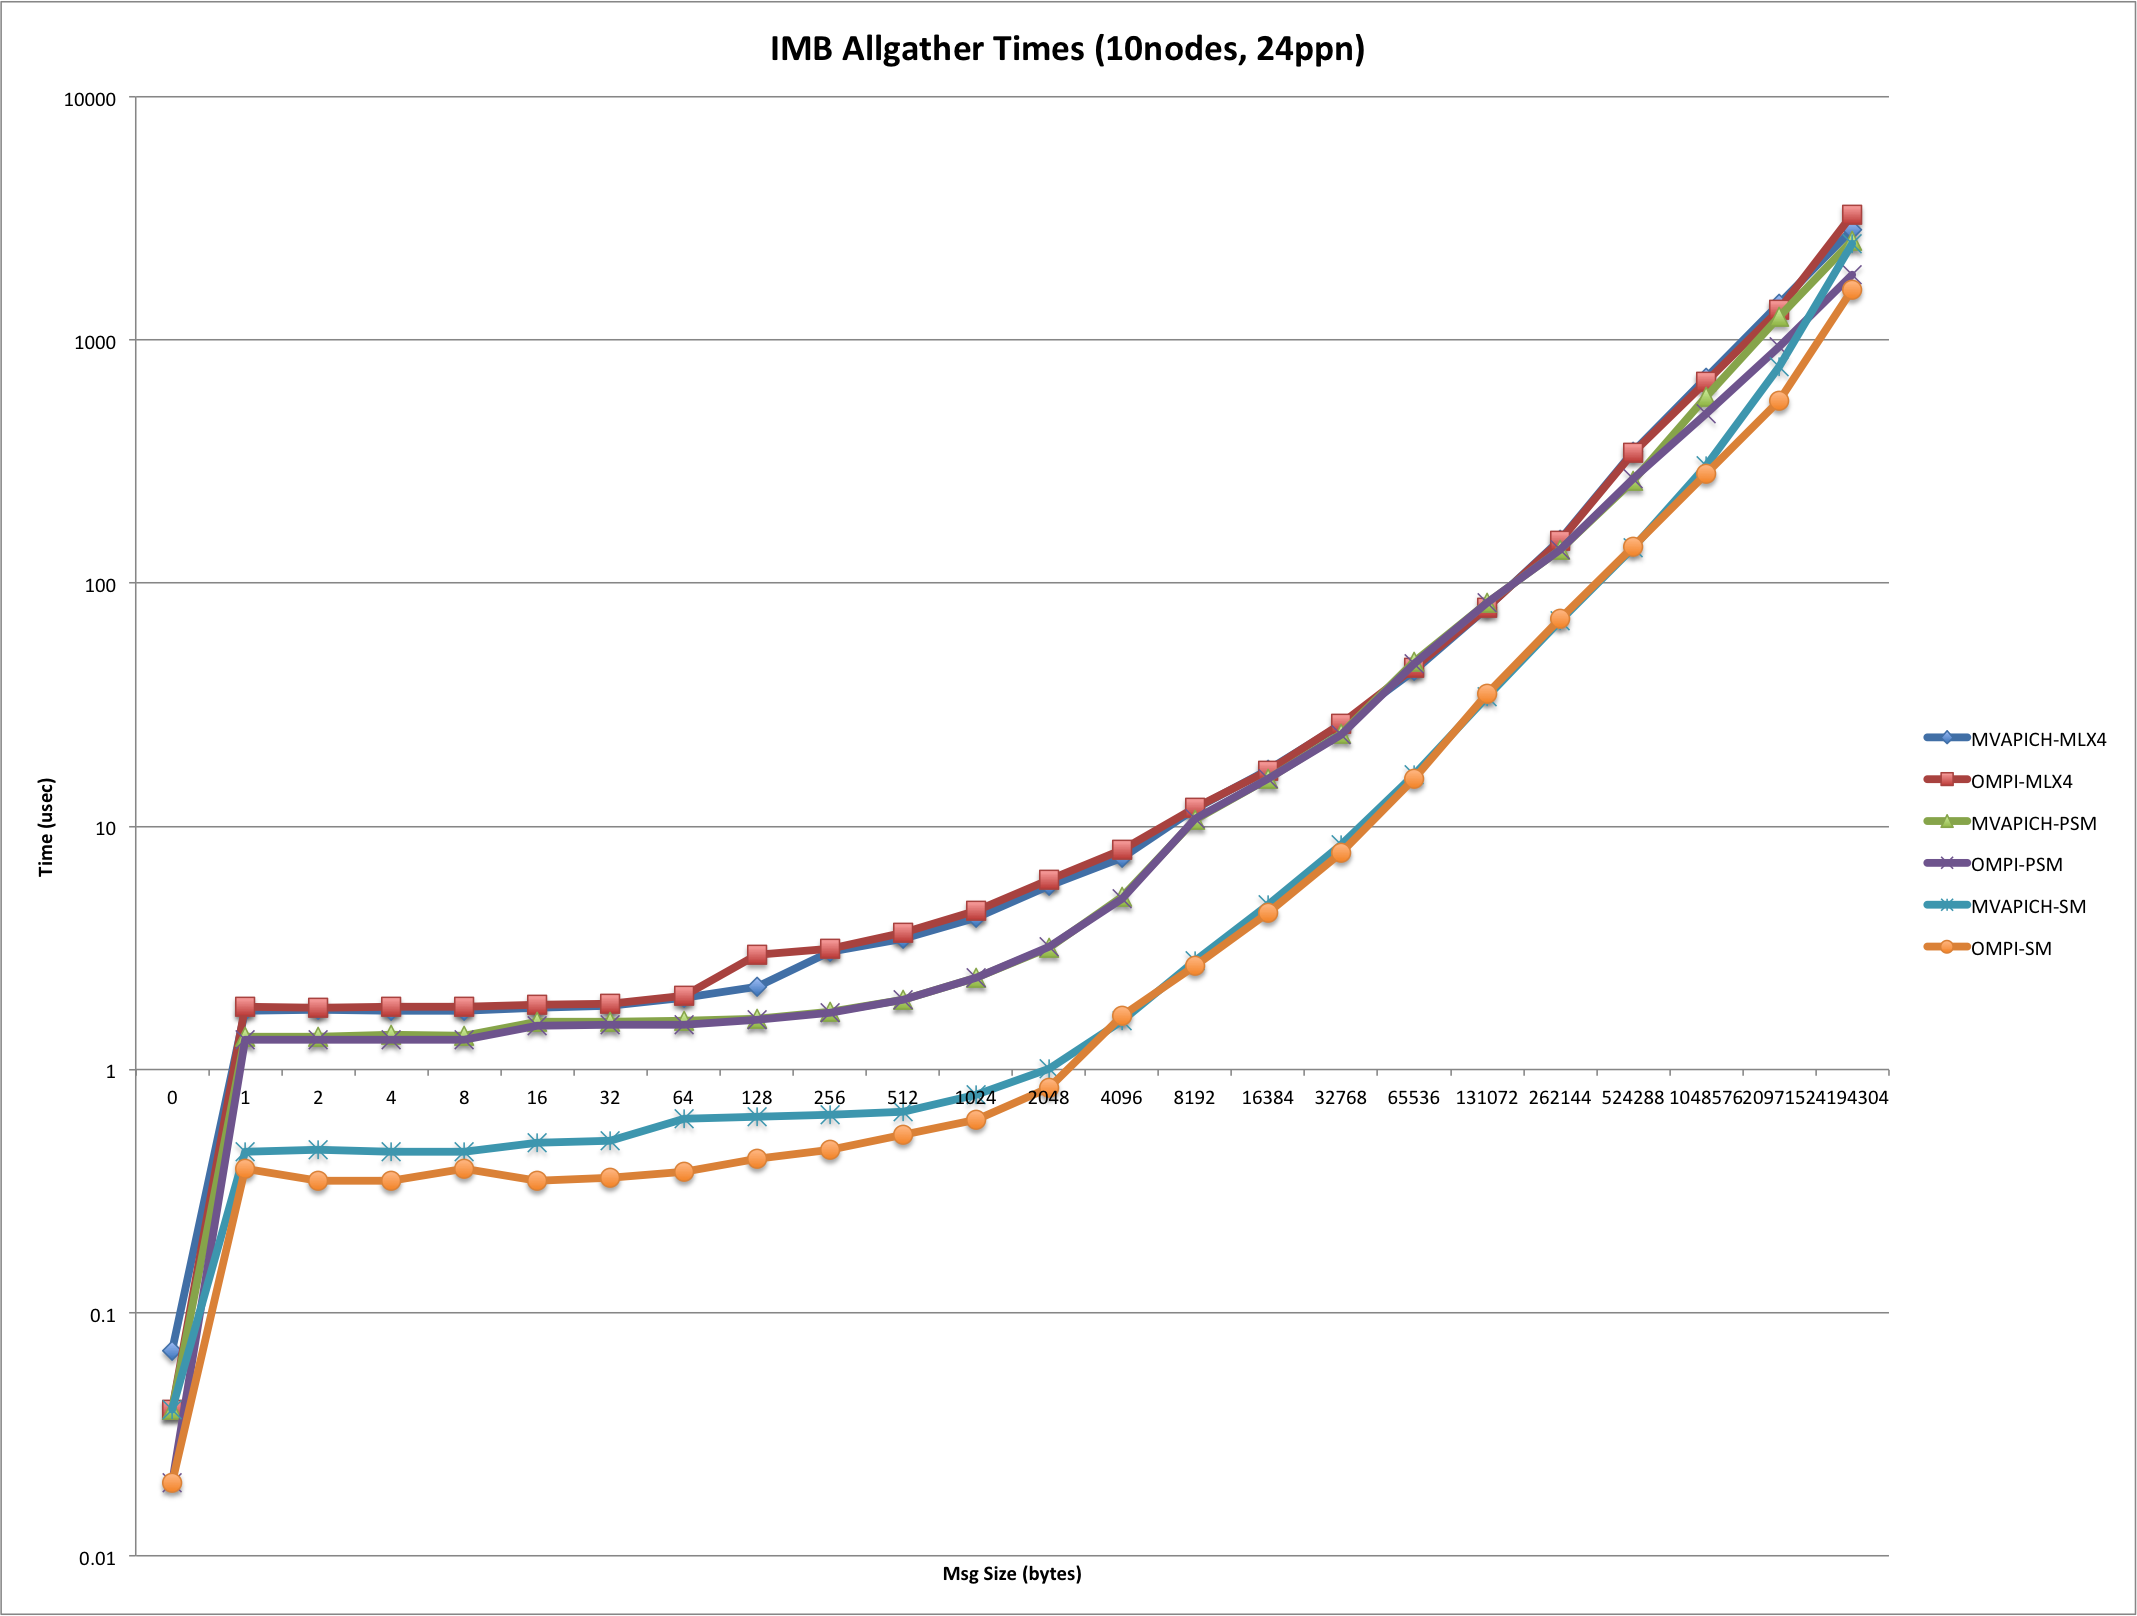 IMB Allgather Times (10nodes, 24ppn)
10000
1000
100
10
1
0.1
0.01
Time (usec)
0 1 2 4 8 16 32 64 128 256 512 1024 2048 4096 8192 16384 32768 65536 131072 262144 524288 1048576 2097152 4194304
Msg Size (bytes)
MVAPICH-MLX4
OMPI-MLX4
MVAPICH-PSM
OMPI-PSM
MVAPICH-SM
OMPI-SM